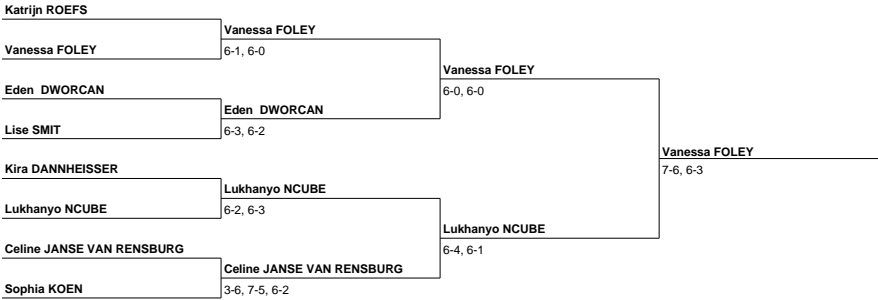 Katrijn ROEFS
Vanessa FOLEY
Vanessa FOLEY
6-1, 6-0
Vanessa FOLEY
6-0, 6-0
Eden DWORCAN
Eden DWORCAN
Lise SMIT
6-3, 6-2
Vanessa FOLEY
7-6, 6-3
Kira DANNHEISSER
Lukhanyo NCUBE
Lukhanyo NCUBE
6-2, 6-3
Lukhanyo NCUBE
6-4, 6-1
Celine JANSE VAN RENSBURG
Celine JANSE VAN RENSBURG
Sophia KOEN
3-6, 7-5, 6-2